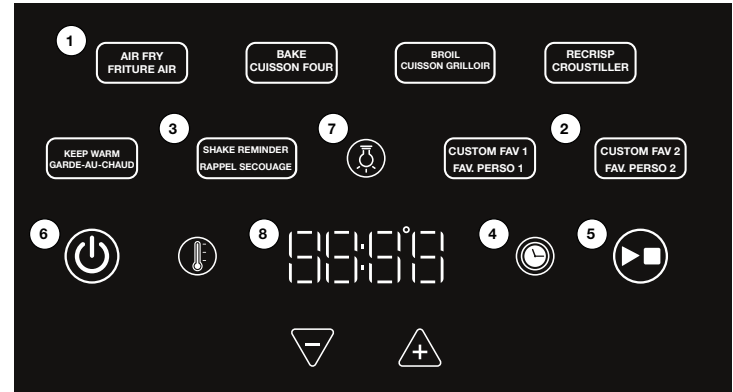 1
AIR FRY
FRITURE AIR
BAKE
CUISSON FOUR
BROIL
CUISSON GRILLOIR
RECRISP
CROUSTILLER
KEEP WARM
GARDE-AU-CHAUD
3
SHAKE REMINDER
RAPPEL SECOUAGE
7
CUSTOM FAV 1
FAV. PERSO 1
2
CUSTOM FAV 2
FAV. PERSO 2
6
8
88:8°8
4
5
−
+